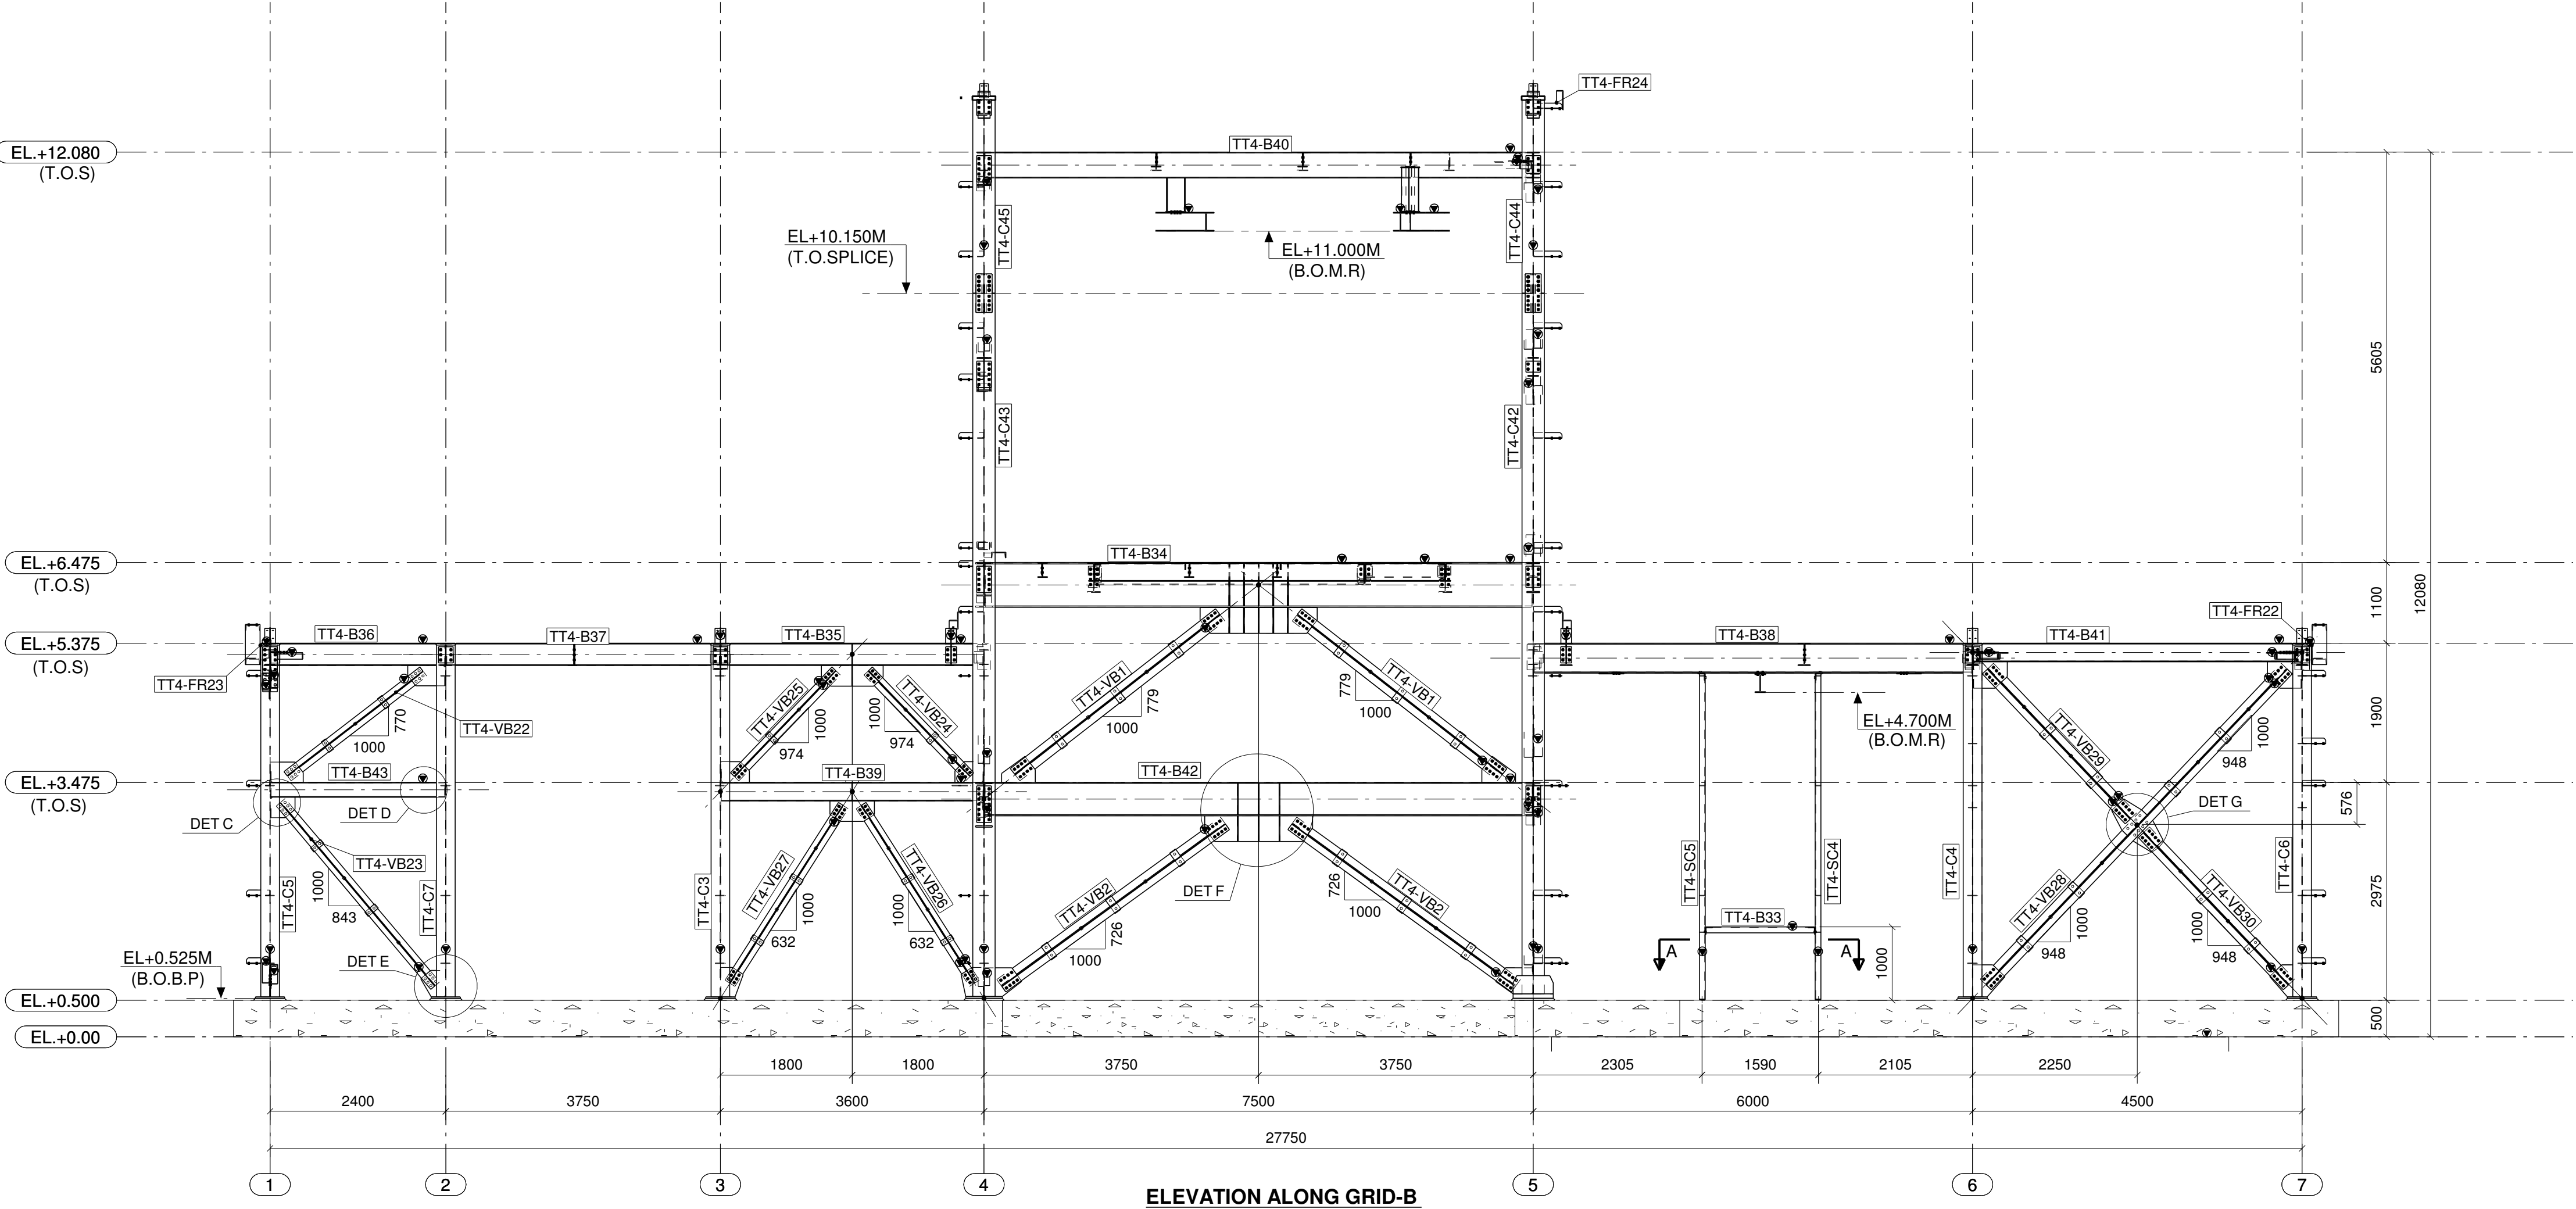 TT4-FR24
EL.+12.080
(T.O.S)
TT4-B40
TT4-C45
TT4-C44
EL+10.150M
(T.O.SPLICE)
EL+11.000M
(B.O.M.R)
5605
TT4-C43
TT4-C42
EL.+6.475
(T.O.S)
TT4-B34
1100
12080
EL.+5.375
(T.O.S)
TT4-B36
TT4-B37
TT4-B35
TT4-B38
TT4-B41
TT4-FR22
TT4-FR23
TT4-VB22
770
1000
TT4-VB25
1000
974
TT4-VB24
1000
974
TT4-VB1
779
1000
TT4-VB1
779
1000
EL+4.700M
(B.O.M.R)
TT4-VB29
1000
948
1900
EL.+3.475
(T.O.S)
TT4-B43
TT4-B39
TT4-B42
DET C
DET D
DET G
576
TT4-VB23
1000
843
TT4-C5
TT4-C7
TT4-C3
TT4-VB27
1000
632
TT4-VB26
1000
632
TT4-VB2
726
1000
DET F
TT4-VB2
726
1000
TT4-SC5
TT4-SC4
TT4-C4
TT4-C6
TT4-VB28
1000
948
TT4-VB30
1000
948
2975
TT4-B33
A
A
1000
DET E
EL+0.525M
(B.O.B.P)
EL.+0.500
EL.+0.00
500
1800
1800
3750
3750
2305
1590
2105
2250
2400
3750
3600
7500
6000
4500
27750
1
2
3
4
5
6
7
ELEVATION ALONG GRID-B